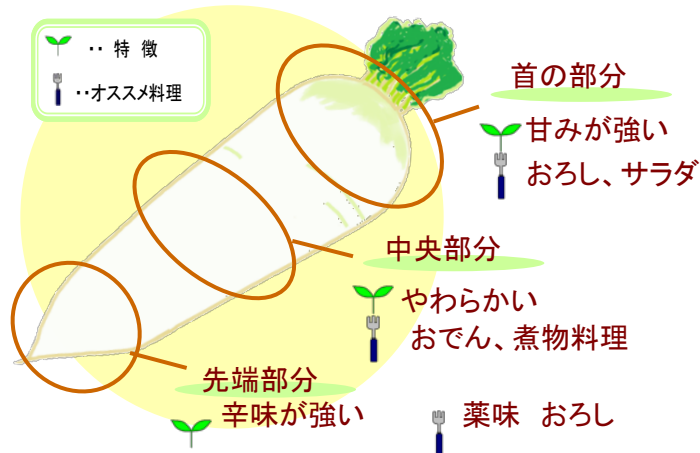 ‥ 特 徴
‥オススメ料理
首の部分
甘みが強い
おろし、サラダ
中央部分
やわらかい
おでん、煮物料理
先端部分
辛味が強い
薬味 おろし